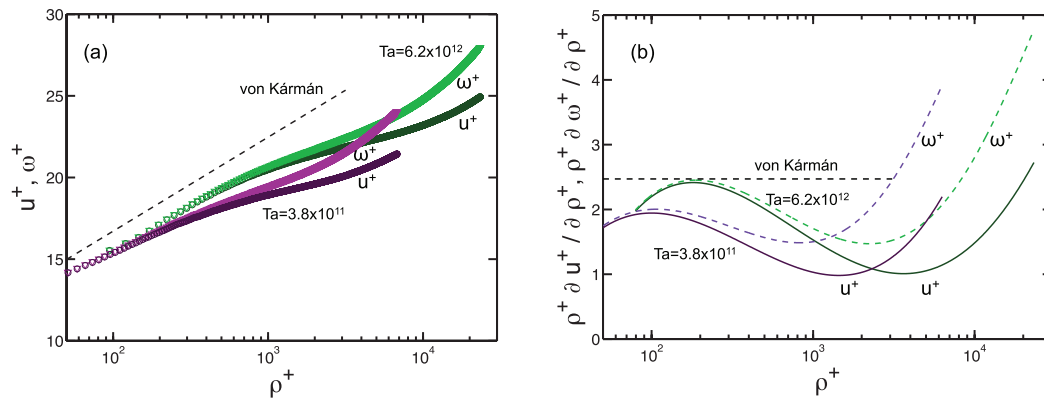 (a)
Ta=6.2x10¹²
von Kármán
ω⁺
u⁺
ω⁺
u⁺
Ta=3.8x10¹¹
u⁺, ω⁺
30
25
20
15
10
10²
10³
10⁴
ρ⁺
(b)
ω⁺
ω⁺
von Kármán
Ta=6.2x10¹²
Ta=3.8x10¹¹
u⁺
u⁺
ρ⁺ ∂ u⁺ / ∂ ρ⁺, ρ⁺ ∂ ω⁺ / ∂ ρ⁺
5
4
3
2
1
0
10²
10³
10⁴
ρ⁺